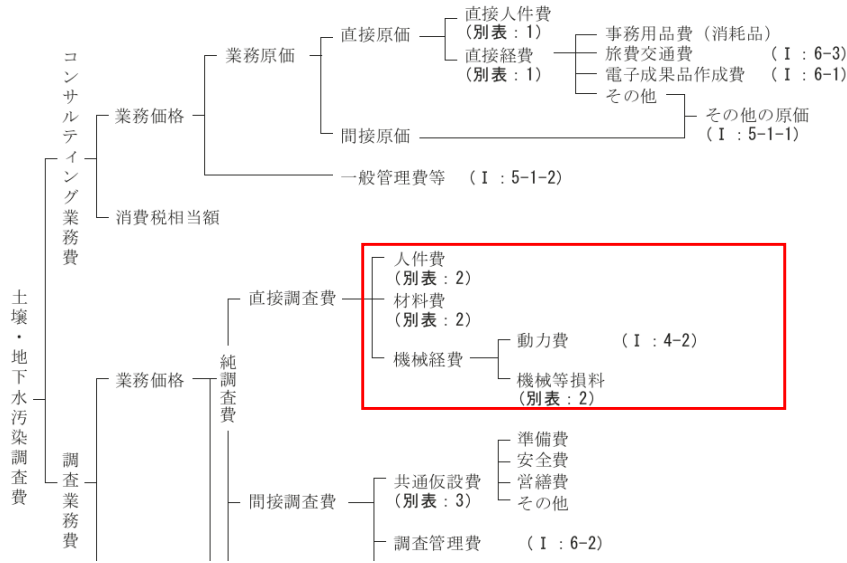 直接人件費
(別表：1)
直接原価
直接経費
(別表：1)
事務用品費（消耗品）
旅費交通費 (Ⅰ：6-3)
電子成果品作成費 (Ⅰ：6-1)
その他
業務原価
その他の原価
(Ⅰ：5-1-1)
間接原価
業務価格
一般管理費等 (Ⅰ：5-1-2)
消費税相当額
コンサルティング業務費
土壌・地下水汚染調査費
人件費
(別表：2)
直接調査費
材料費
(別表：2)
動力費 (Ⅰ：4-2)
機械経費
機械等損料
(別表：2)
純調査費
業務価格
調査業務費
準備費
安全費
営繕費
その他
共通仮設費
(別表：3)
間接調査費
調査管理費 (Ⅰ：6-2)